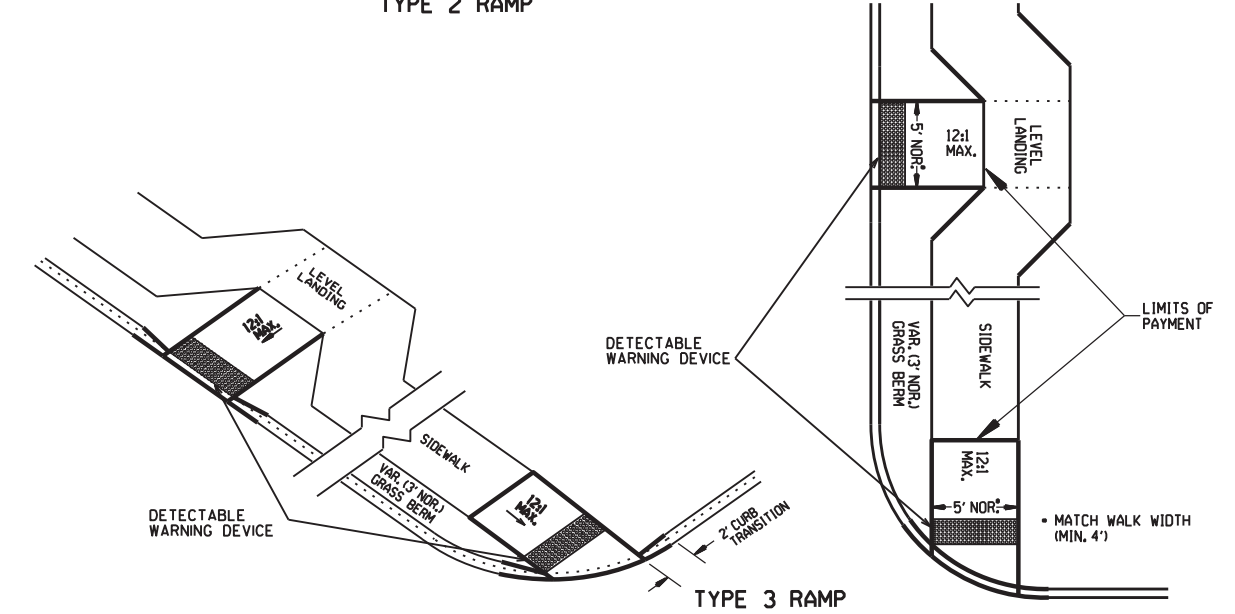 TYPE 2 RAMP
5' NOR.*
12:1
MAX.
LEVEL
LANDING
LEVEL
LANDING
12:1
MAX.
LIMITS OF
PAYMENT
DETECTABLE
WARNING DEVICE
VAR. (3' NOR.)
GRASS BERM
SIDEWALK
SIDEWALK
VAR. (3' NOR.)
GRASS BERM
12:1
MAX.
12:1
MAX.
5' NOR.*
DETECTABLE
WARNING DEVICE
2' CURB
TRANSITION
* MATCH WALK WIDTH
(MIN. 4')
TYPE 3 RAMP